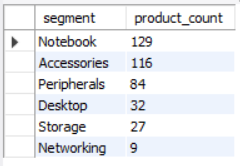 segment product_count
Notebook 129
Accessories 116
Peripherals 84
Desktop 32
Storage 27
Networking 9